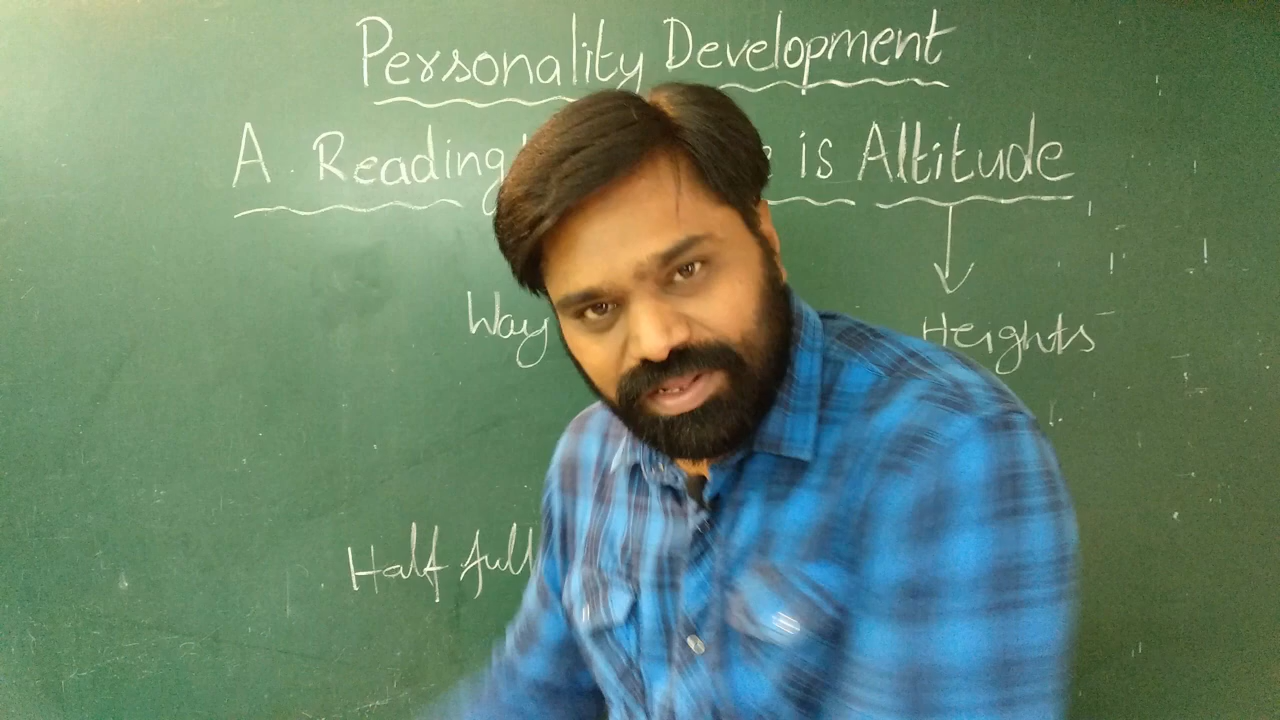 Personality Development
A Reading is Altitude
Way Heights
Half full